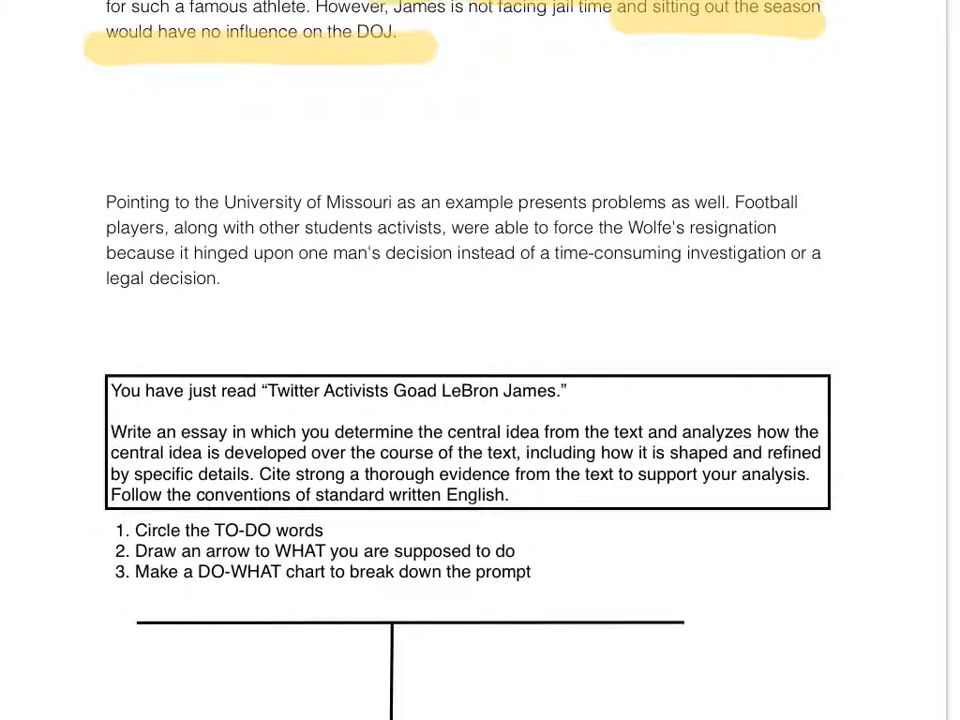 for such a famous athlete. However, James is not facing jail time and sitting out the season
would have no influence on the DOJ.
Pointing to the University of Missouri as an example presents problems as well. Football
players, along with other students activists, were able to force the Wolfe's resignation
because it hinged upon one man's decision instead of a time-consuming investigation or a
legal decision.
You have just read “Twitter Activists Goad LeBron James.”
Write an essay in which you determine the central idea from the text and analyzes how the
central idea is developed over the course of the text, including how it is shaped and refined
by specific details. Cite strong a thorough evidence from the text to support your analysis.
Follow the conventions of standard written English.
1. Circle the TO-DO words
2. Draw an arrow to WHAT you are supposed to do
3. Make a DO-WHAT chart to break down the prompt